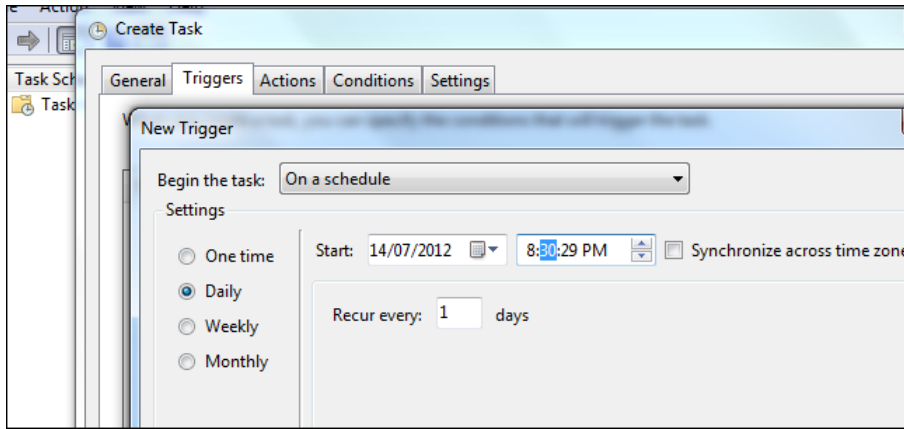 Create Task
Task Sch
General Triggers Actions Conditions Settings
Task
New Trigger
Begin the task: On a schedule
Settings
One time
Start: 14/07/2012 8:30:29 PM Synchronize across time zone
Daily
Recur every: 1 days
Weekly
Monthly